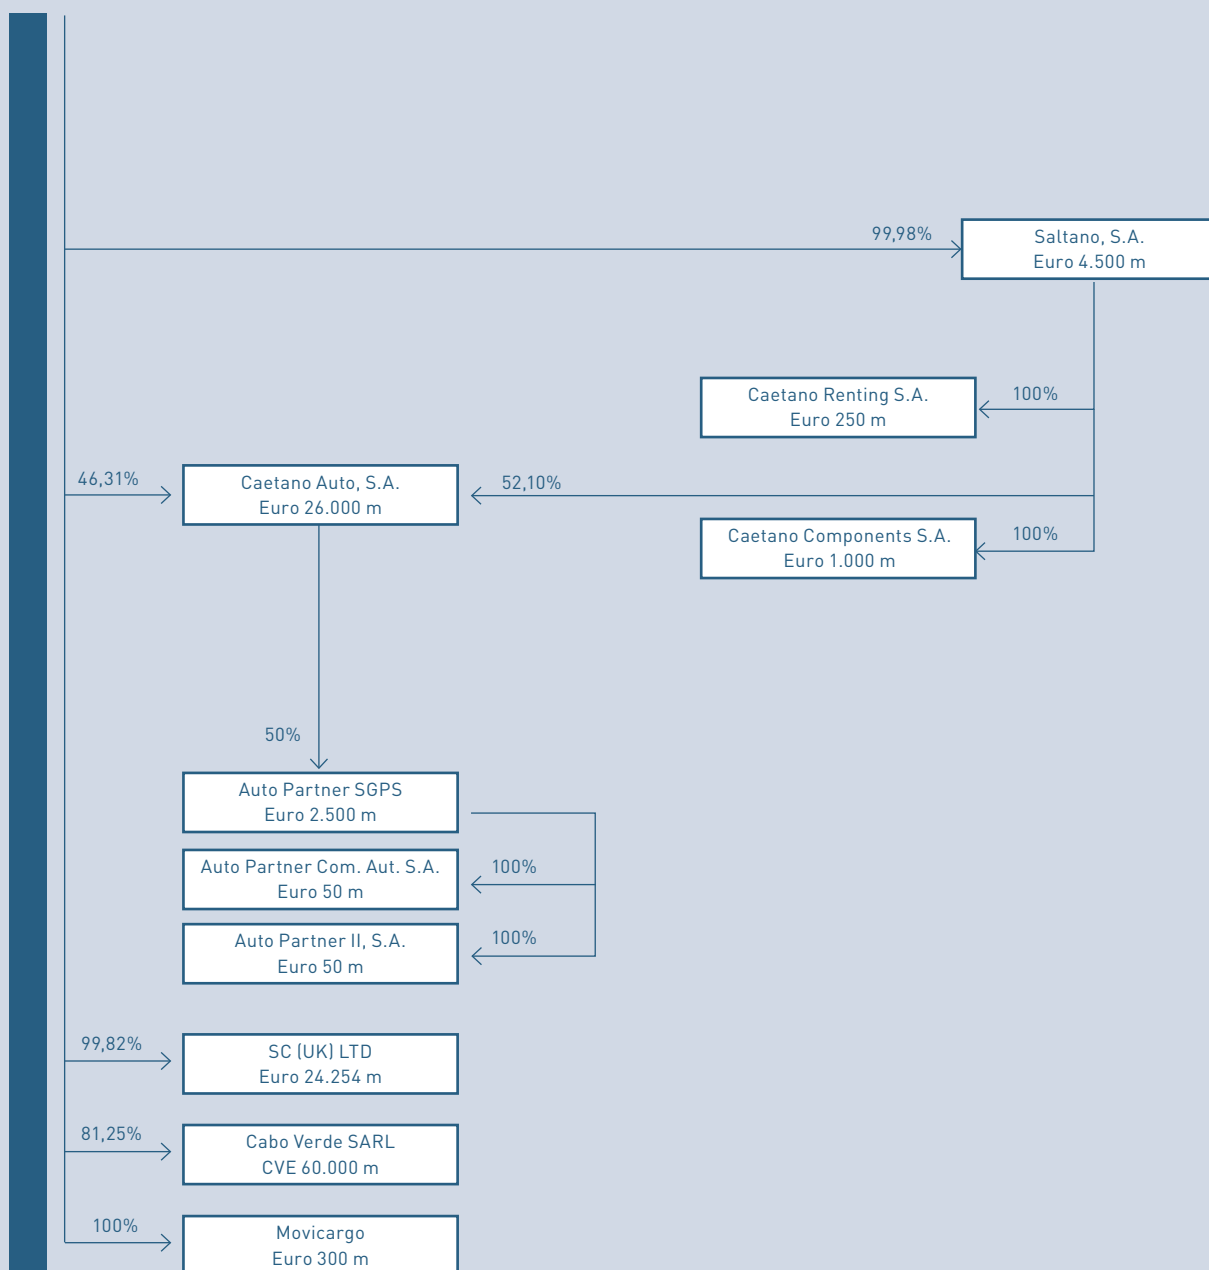 99,98%
Saltano, S.A.
Euro 4.500 m
Caetano Renting S.A.
Euro 250 m
100%
46,31%
Caetano Auto, S.A.
Euro 26.000 m
52,10%
Caetano Components S.A.
Euro 1.000 m
100%
50%
Auto Partner SGPS
Euro 2.500 m
Auto Partner Com. Aut. S.A.
Euro 50 m
100%
Auto Partner II, S.A.
Euro 50 m
100%
99,82%
SC (UK) LTD
Euro 24.254 m
81,25%
Cabo Verde SARL
CVE 60.000 m
100%
Movicargo
Euro 300 m